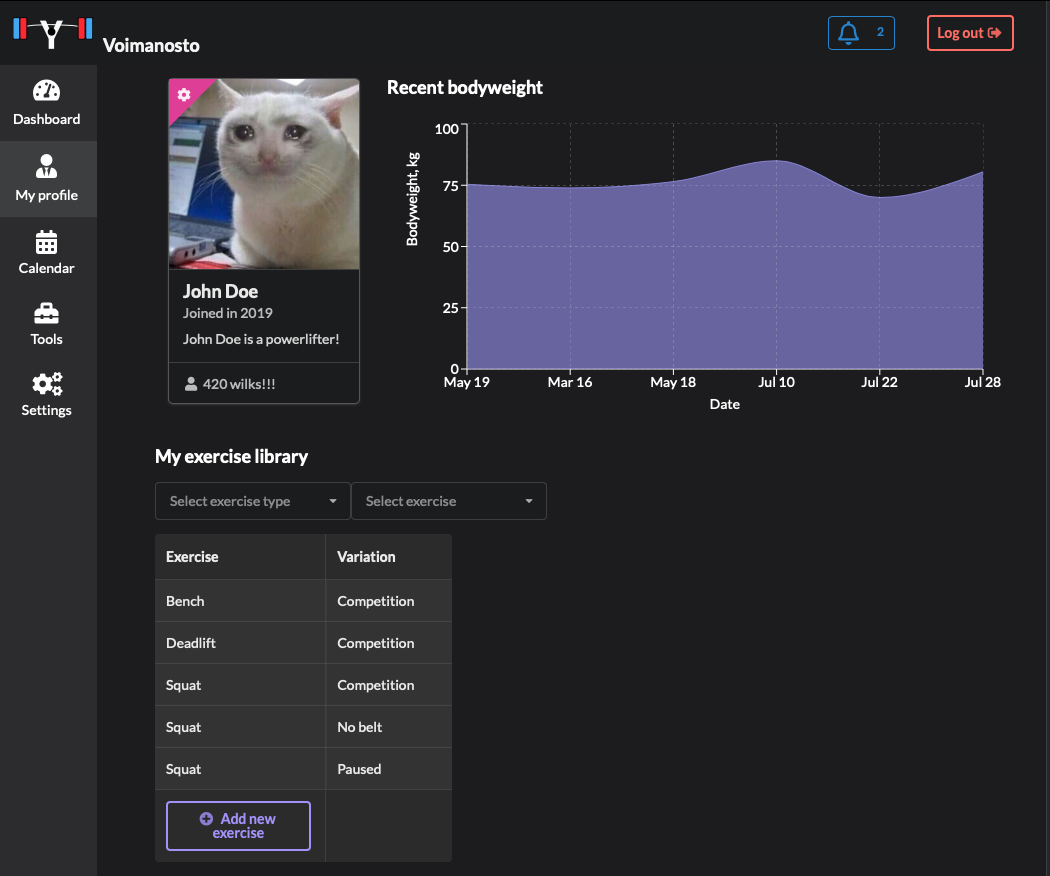 Voimanosto
2
Log out
Dashboard
My profile
Calendar
Tools
Settings
John Doe
Joined in 2019
John Doe is a powerlifter!
420 wilks!!!
Recent bodyweight
Bodyweight, kg
100
75
50
25
0
May 19 Mar 16 May 18 Jul 10 Jul 22 Jul 28
Date
My exercise library
Select exercise type Select exercise
Exercise Variation
Bench Competition
Deadlift Competition
Squat Competition
Squat No belt
Squat Paused
Add new
exercise